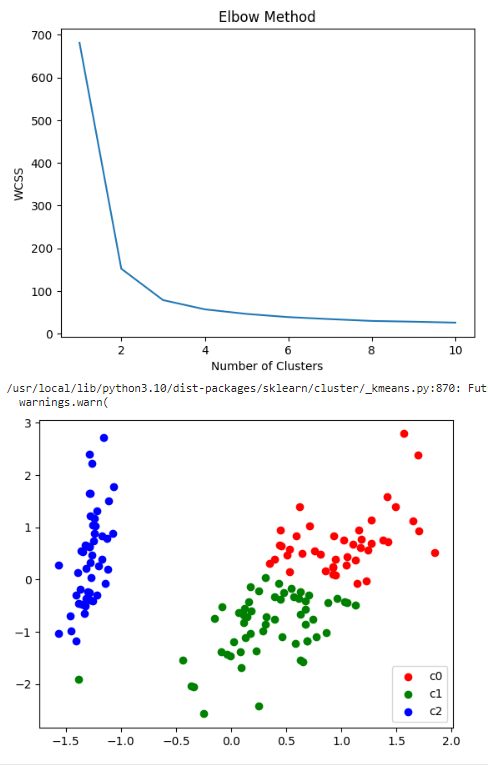 Elbow Method
700
600
500
400
300
200
100
0
WCSS
2 4 6 8 10
Number of Clusters
/usr/local/lib/python3.10/dist-packages/sklearn/cluster/_kmeans.py:870: Fut
warnings.warn(
3
2
1
0
−1
−2
c0
c1
c2
−1.5 −1.0 −0.5 0.0 0.5 1.0 1.5 2.0